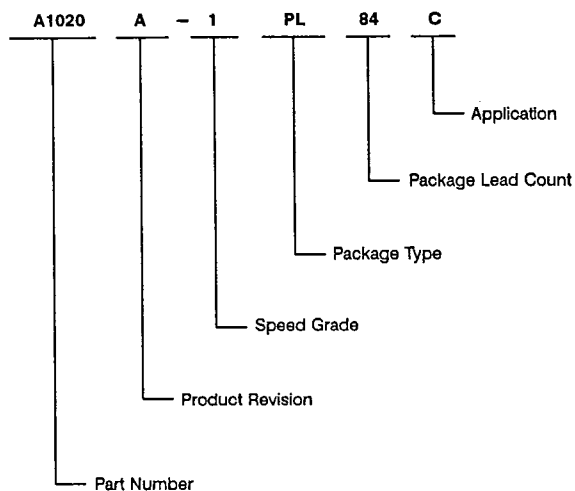 A1020 A – 1 PL 84 C
Application
Package Lead Count
Package Type
Speed Grade
Product Revision
Part Number